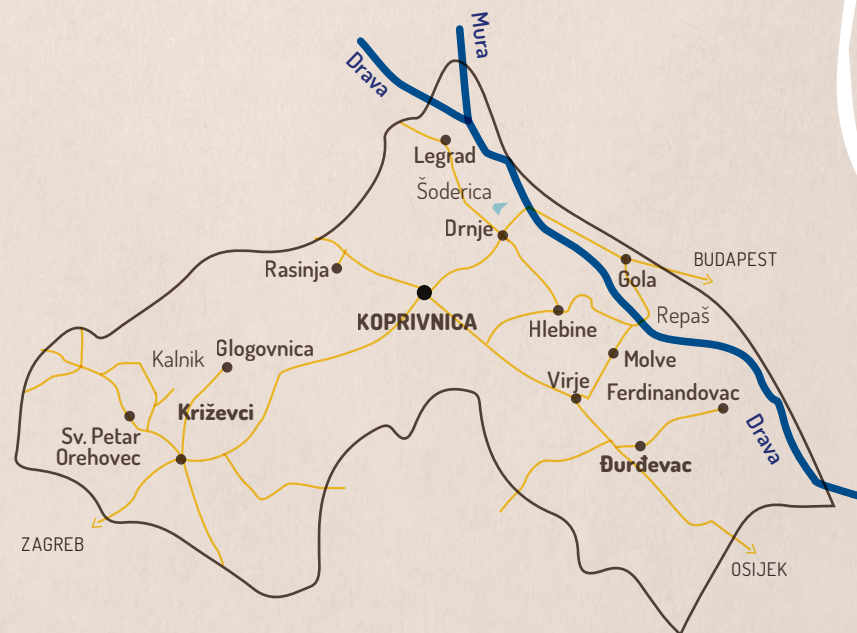 Mura
Drava
Legrad
Šoderica
Drnje
BUDAPEST
Rasinja
Gola
KOPRIVNICA
Repaš
Hlebine
Glogovnica
Kalnik
Molve
Virje
Ferdinandovac
Križevci
Sv. Petar
Orehovec
Drava
Đurđevac
ZAGREB
OSIJEK